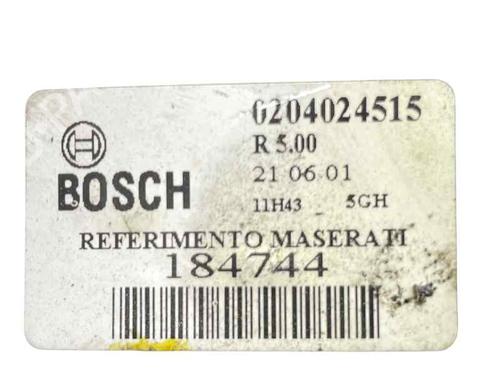 0204024515
R 5.00
BOSCH
21 06 01
11H43 5GH
REFERIMENTO MASERATI
184744